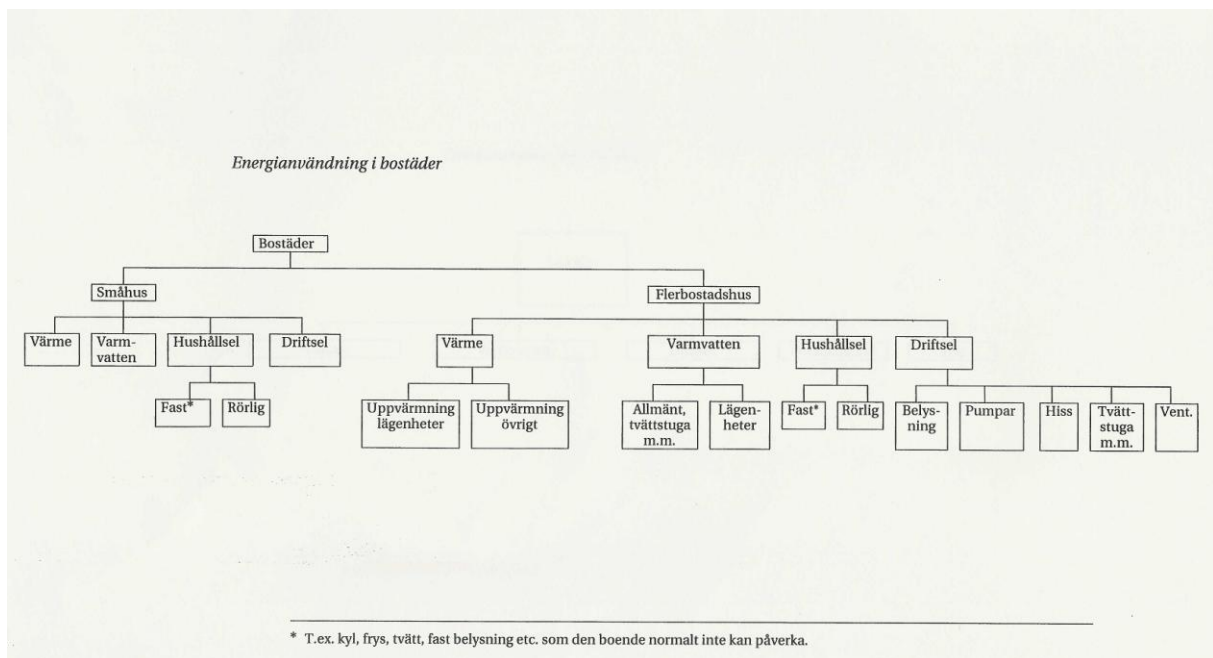 Energianvändning i bostäder
Bostäder
Småhus
Flerbostadshus
Värme
Varm-
vatten
Hushållsel
Driftsel
Värme
Varmvatten
Hushållsel
Driftsel
Fast*
Rörlig
Uppvärmning
lägenheter
Uppvärmning
övrigt
Allmänt,
tvättstuga
m.m.
Lägen-
heter
Fast*
Rörlig
Belys-
ning
Pumpar
Hiss
Tvätt-
stuga
m.m.
Vent.
* T.ex. kyl, frys, tvätt, fast belysning etc. som den boende normalt inte kan påverka.